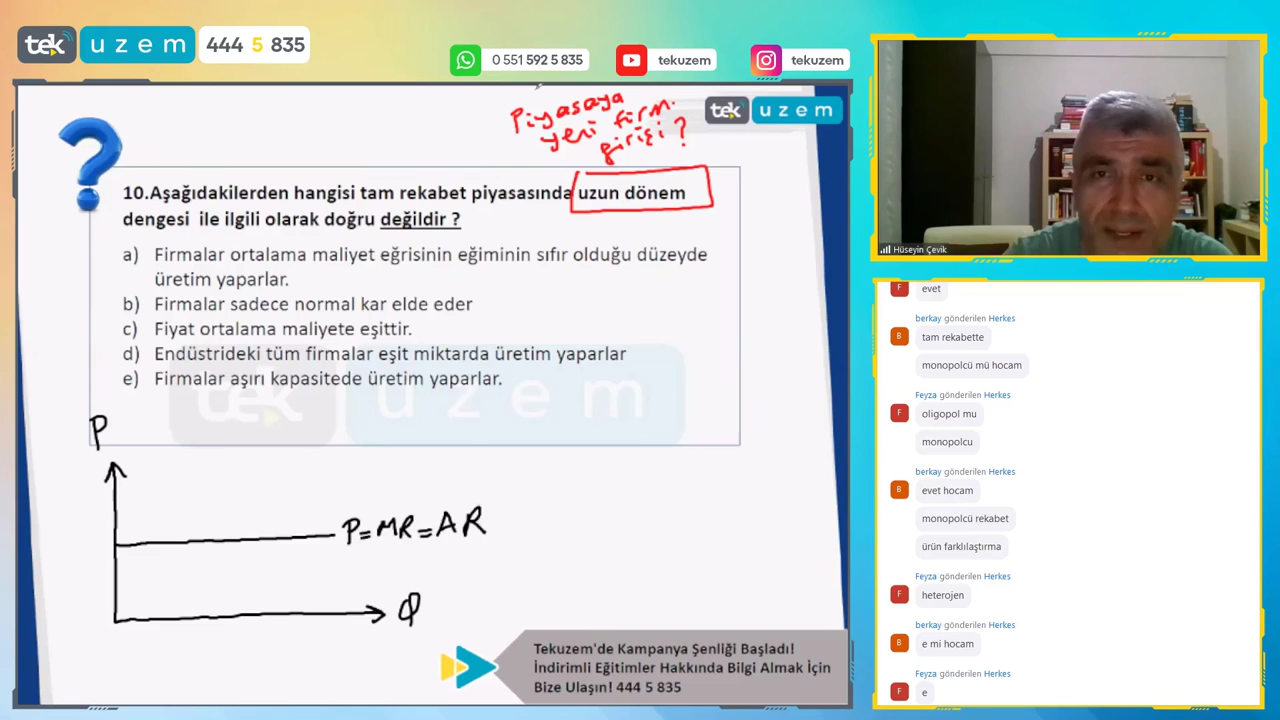 tek uzem 444 5 835
0 551 592 5 835
tekuzem
tekuzem
Piyasaya
yeni firm.
girişi ?
tek uzem
10.Aşağıdakilerden hangisi tam rekabet piyasasında uzun dönem
dengesi ile ilgili olarak doğru değildir ?
a) Firmalar ortalama maliyet eğrisinin eğiminin sıfır olduğu düzeyde
üretim yaparlar.
b) Firmalar sadece normal kar elde eder
c) Fiyat ortalama maliyete eşittir.
d) Endüstrideki tüm firmalar eşit miktarda üretim yaparlar
e) Firmalar aşırı kapasitede üretim yaparlar.
tek uzem
P
P=MR=AR
Q
Tekuzem'de Kampanya Şenliği Başladı!
İndirimli Eğitimler Hakkında Bilgi Almak İçin
Bize Ulaşın! 444 5 835
Hüseyin Çevik
F evet
berkay gönderilen Herkes
B tam rekabette
monopolcü mü hocam
Feyza gönderilen Herkes
F oligopol mu
monopolcu
berkay gönderilen Herkes
B evet hocam
monopolcü rekabet
ürün farklılaştırma
Feyza gönderilen Herkes
F heterojen
berkay gönderilen Herkes
B e mi hocam
Feyza gönderilen Herkes
F e